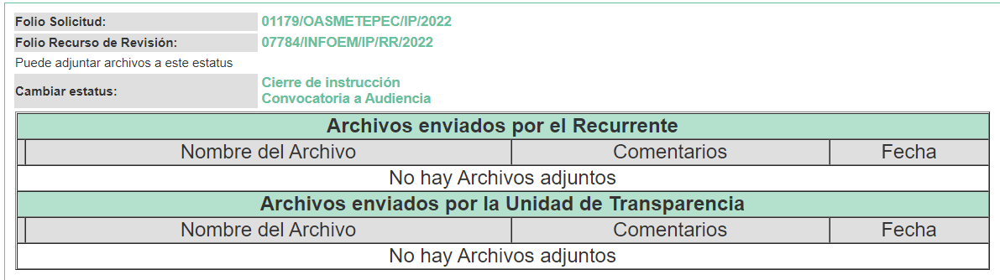 Folio Solicitud: 01179/OASMETEPEC/IP/2022
Folio Recurso de Revisión: 07784/INFOEM/IP/RR/2022
Puede adjuntar archivos a este estatus
Cambiar estatus: Cierre de instrucción
Convocatoria a Audiencia
Archivos enviados por el Recurrente
Nombre del Archivo Comentarios Fecha
No hay Archivos adjuntos
Archivos enviados por la Unidad de Transparencia
Nombre del Archivo Comentarios Fecha
No hay Archivos adjuntos